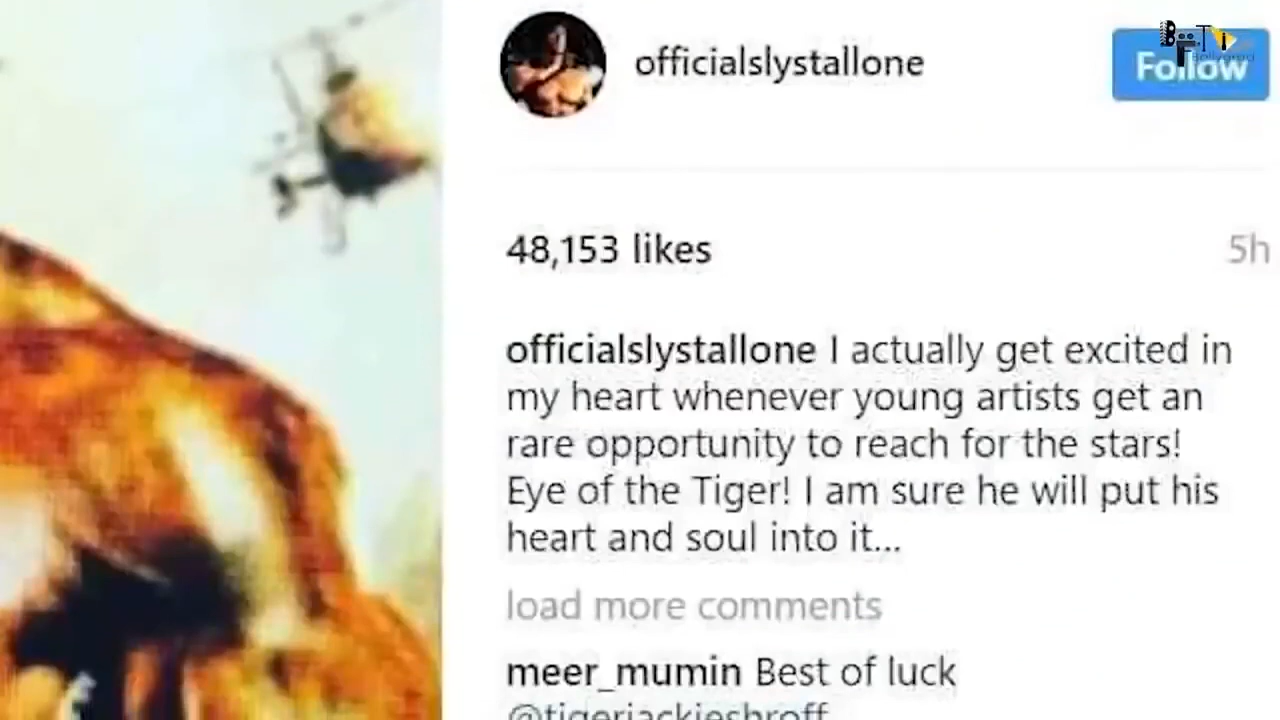 officialslystallone
Follow
48,153 likes
5h
officialslystallone I actually get excited in
my heart whenever young artists get an
rare opportunity to reach for the stars!
Eye of the Tiger! I am sure he will put his
heart and soul into it...
load more comments
meer_mumin Best of luck
@tigerjackieshroff